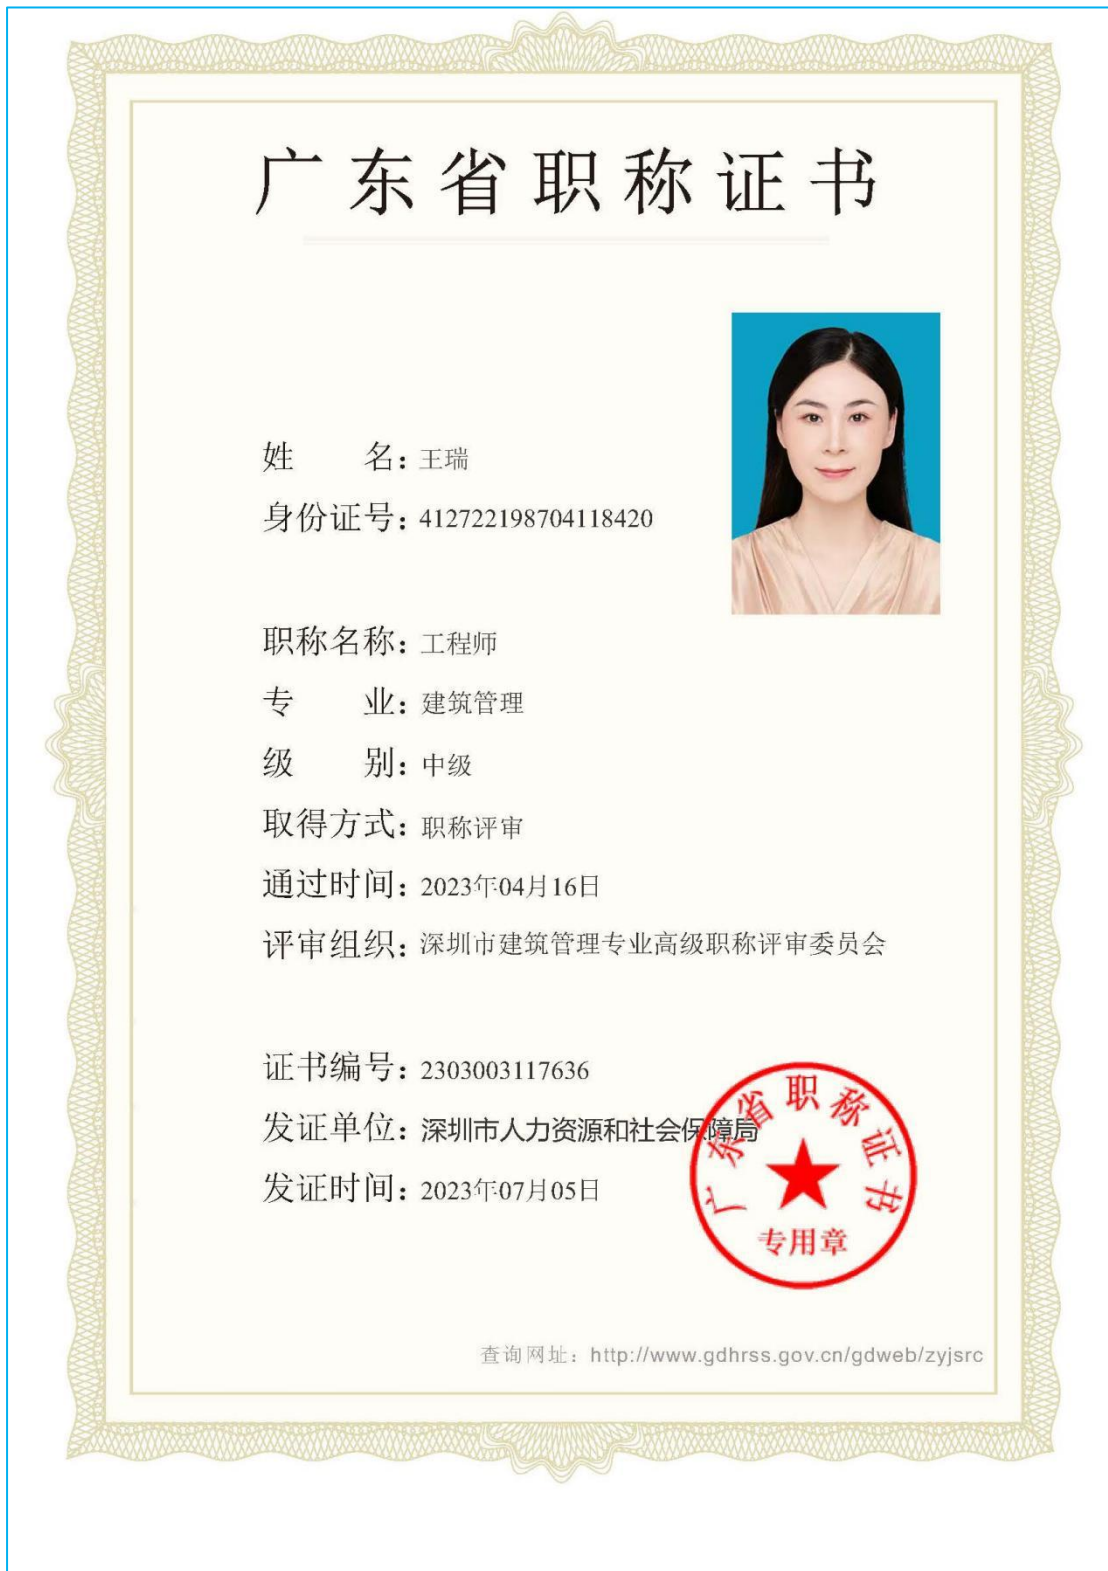 广东省职称证书
姓 名：王瑞
身份证号：412722198704118420
职称名称：工程师
专 业：建筑管理
级 别：中级
取得方式：职称评审
通过时间：2023年04月16日
评审组织：深圳市建筑管理专业高级职称评审委员会
证书编号：2303003117636
发证单位：深圳市人力资源和社会保障局
发证时间：2023年07月05日
广东省职称证书
专用章
查询网址：http://www.gdhrss.gov.cn/gdweb/zyjsrc